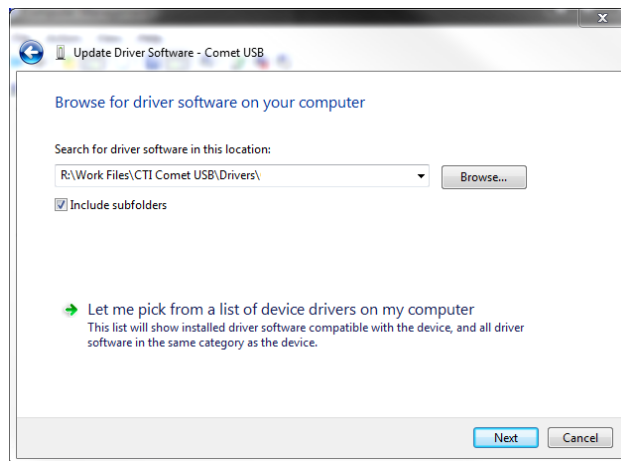 Update Driver Software - Comet USB
Browse for driver software on your computer
Search for driver software in this location:
R:\Work Files\CTI Comet USB\Drivers\
Browse...
Include subfolders
Let me pick from a list of device drivers on my computer
This list will show installed driver software compatible with the device, and all driver
software in the same category as the device.
Next
Cancel